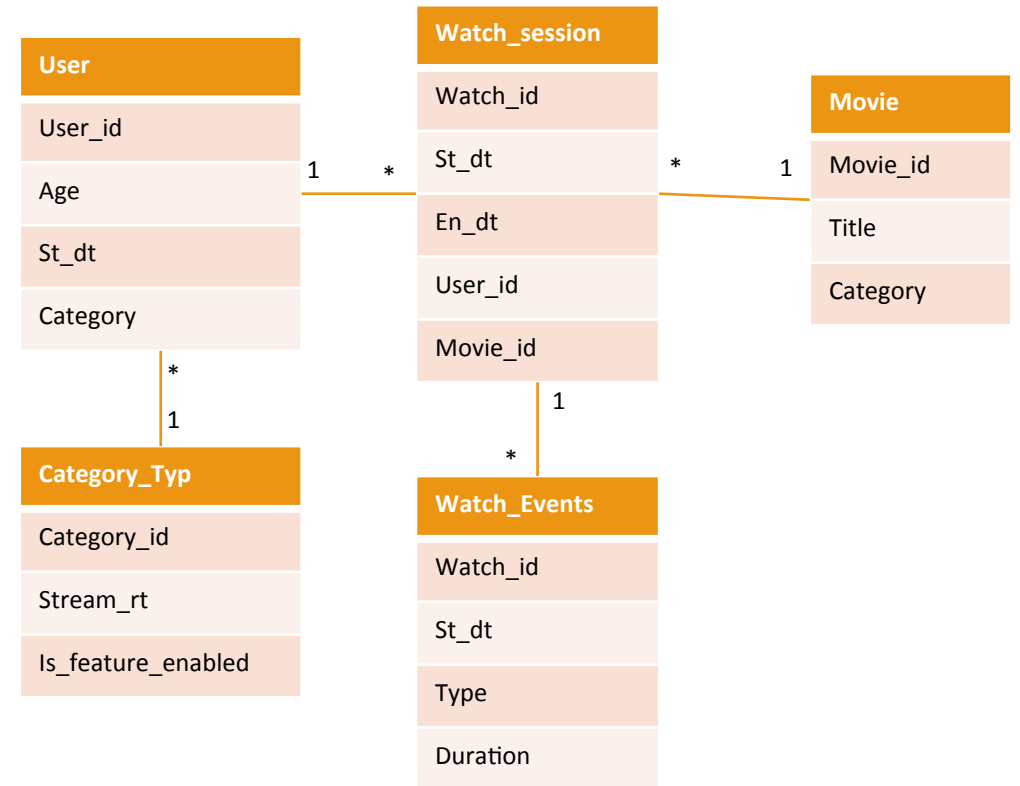 User
User_id
Age
St_dt
Category
1
*
Watch_session
Watch_id
St_dt
En_dt
User_id
Movie_id
*
1
Movie
Movie_id
Title
Category
*
1
Category_Typ
Category_id
Stream_rt
Is_feature_enabled
1
*
Watch_Events
Watch_id
St_dt
Type
Duration